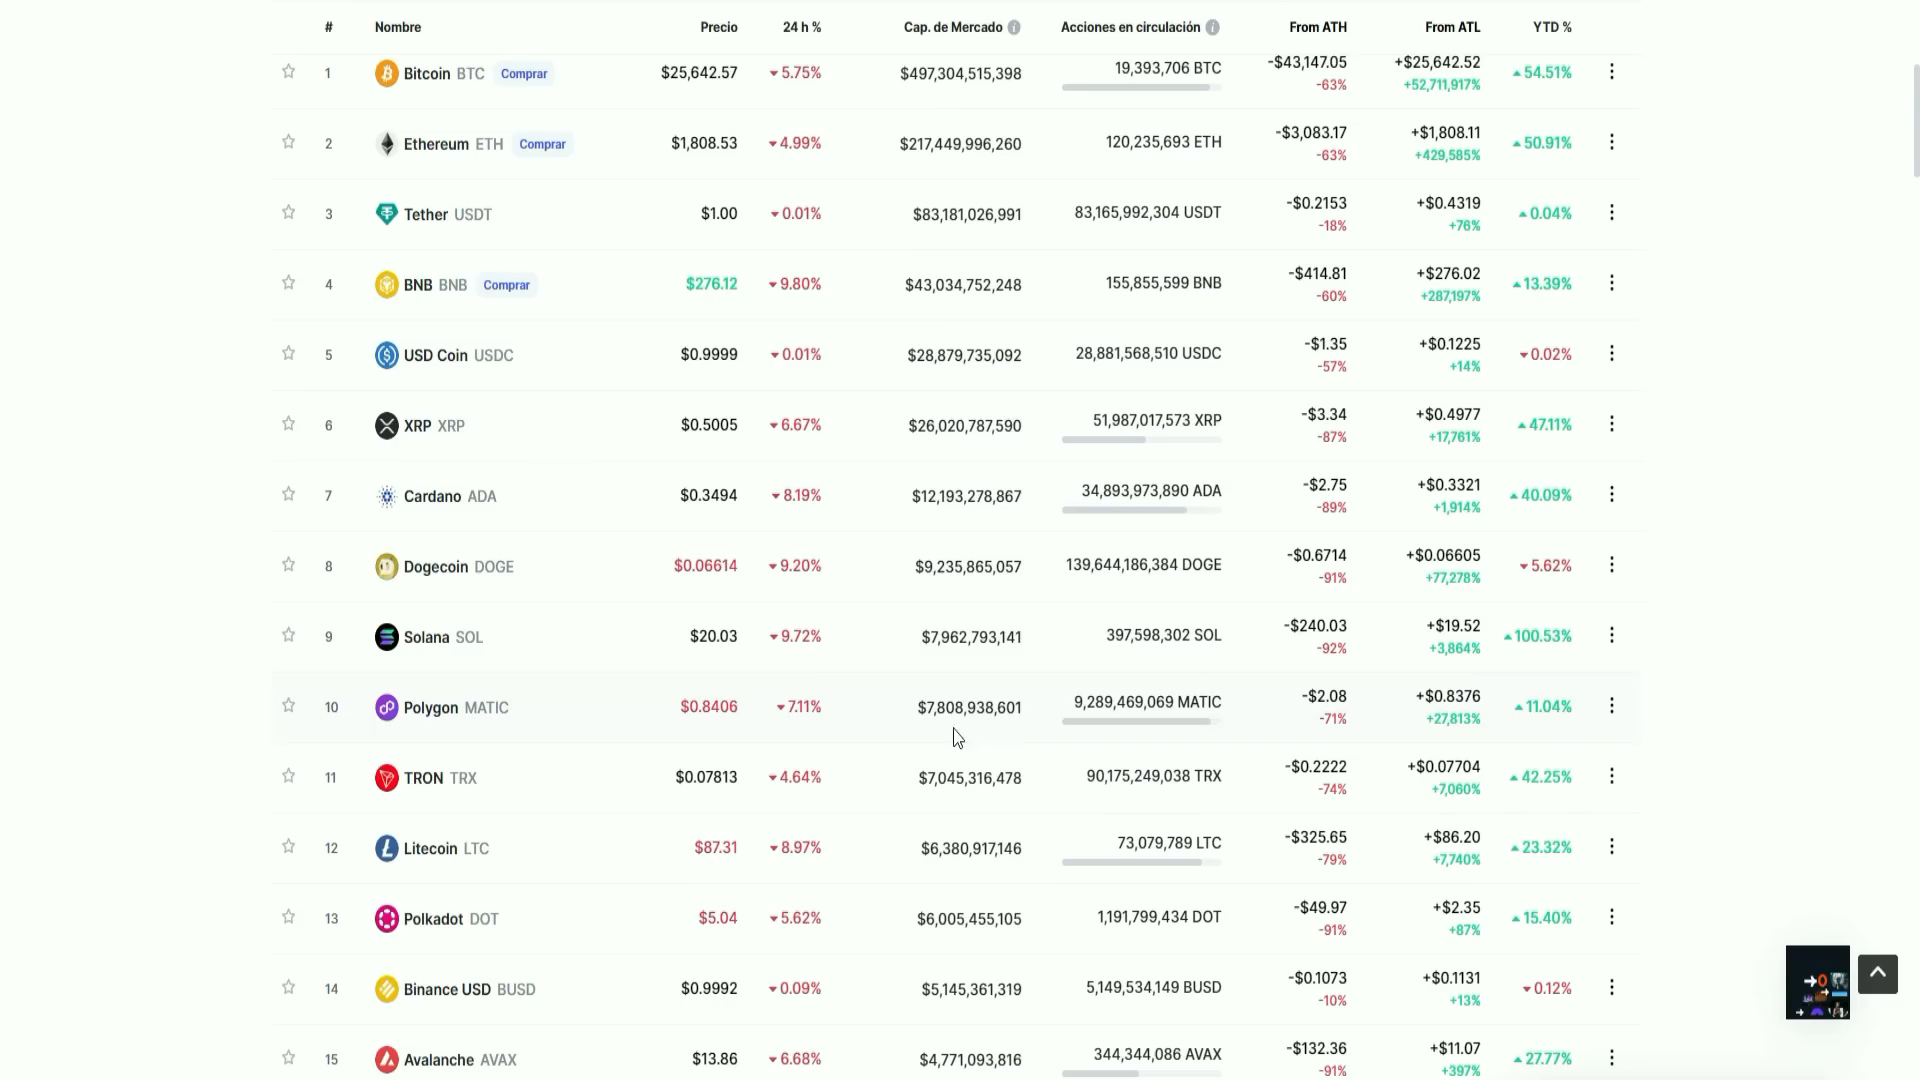 # Nombre Precio 24 h % Cap. de Mercado Acciones en circulación From ATH From ATL YTD %
1 Bitcoin BTC Comprar $25,642.57 5.75% $497,304,515,398 19,393,706 BTC -$43,147.05 +$25,642.52 54.51%
-63% +52,711,917%
2 Ethereum ETH Comprar $1,808.53 4.99% $217,449,996,260 120,235,693 ETH -$3,083.17 +$1,808.11 50.91%
-63% +429,585%
3 Tether USDT $1.00 0.01% $83,181,026,991 83,165,992,304 USDT -$0.2153 +$0.4319 0.04%
-18% +76%
4 BNB BNB Comprar $276.12 9.80% $43,034,752,248 155,855,599 BNB -$414.81 +$276.02 13.39%
-60% +287,197%
5 USD Coin USDC $0.9999 0.01% $28,879,735,092 28,881,568,510 USDC -$1.35 +$0.1225 0.02%
-57% +14%
6 XRP XRP $0.5005 6.67% $26,020,787,590 51,987,017,573 XRP -$3.34 +$0.4977 47.11%
-87% +17,761%
7 Cardano ADA $0.3494 8.19% $12,193,278,867 34,893,973,890 ADA -$2.75 +$0.3321 40.09%
-89% +1,914%
8 Dogecoin DOGE $0.06614 9.20% $9,235,865,057 139,644,186,384 DOGE -$0.6714 +$0.06605 5.62%
-91% +77,278%
9 Solana SOL $20.03 9.72% $7,962,793,141 397,598,302 SOL -$240.03 +$19.52 100.53%
-92% +3,864%
10 Polygon MATIC $0.8406 7.11% $7,808,938,601 9,289,469,069 MATIC -$2.08 +$0.8376 11.04%
-71% +27,813%
11 TRON TRX $0.07813 4.64% $7,045,316,478 90,175,249,038 TRX -$0.2222 +$0.07704 42.25%
-74% +7,060%
12 Litecoin LTC $87.31 8.97% $6,380,917,146 73,079,789 LTC -$325.65 +$86.20 23.32%
-79% +7,740%
13 Polkadot DOT $5.04 5.62% $6,005,455,105 1,191,799,434 DOT -$49.97 +$2.35 15.40%
-91% +87%
14 Binance USD BUSD $0.9992 0.09% $5,145,361,319 5,149,534,149 BUSD -$0.1073 +$0.1131 0.12%
-10% +13%
15 Avalanche AVAX $13.86 6.68% $4,771,093,816 344,344,086 AVAX -$132.36 +$11.07 27.77%
-91% +397%